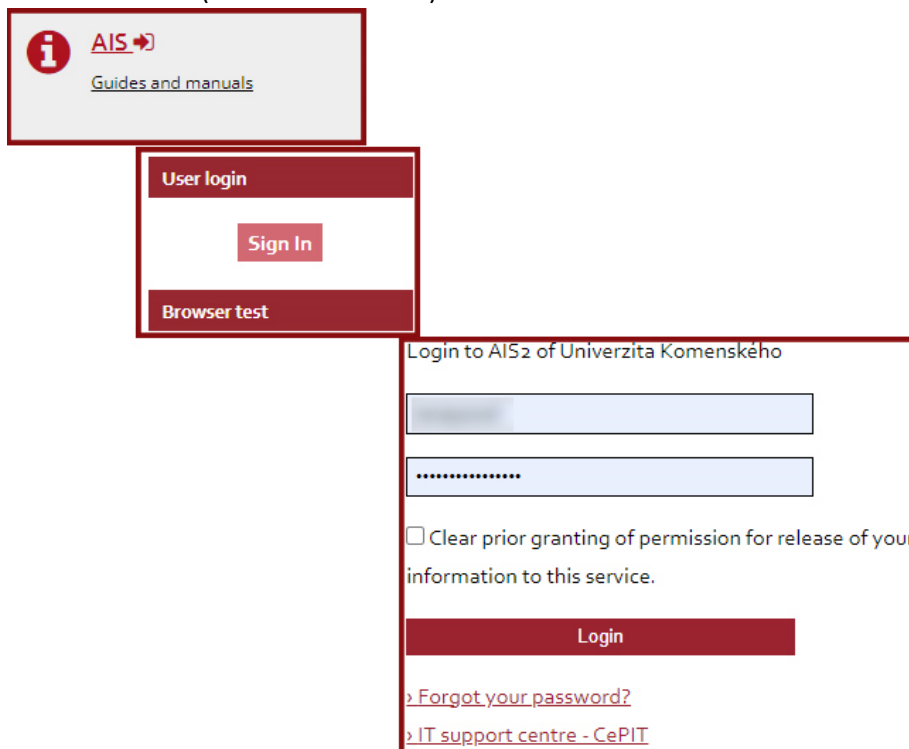 AIS
Guides and manuals
User login
Sign In
Browser test
Login to AIS2 of Univerzita Komenského
••••••••••••••••
Clear prior granting of permission for release of your
information to this service.
Login
› Forgot your password?
› IT support centre - CePIT